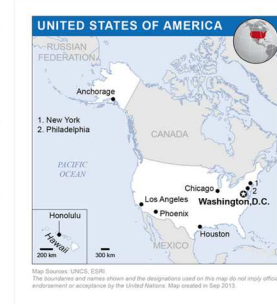 UNITED STATES OF AMERICA
RUSSIAN
FEDERATION
Anchorage
1. New York
2. Philadelphia
CANADA
PACIFIC
OCEAN
Chicago
1
2
Washington,D.C.
Los Angeles
Phoenix
Honolulu
Houston
Hawaii
MEXICO
200 km
300 km
Map Sources: UNCS, ESRI.
The boundaries and names shown and the designations used on this map do not imply offici
endorsement or acceptance by the United Nations. Map created in Sep 2013.